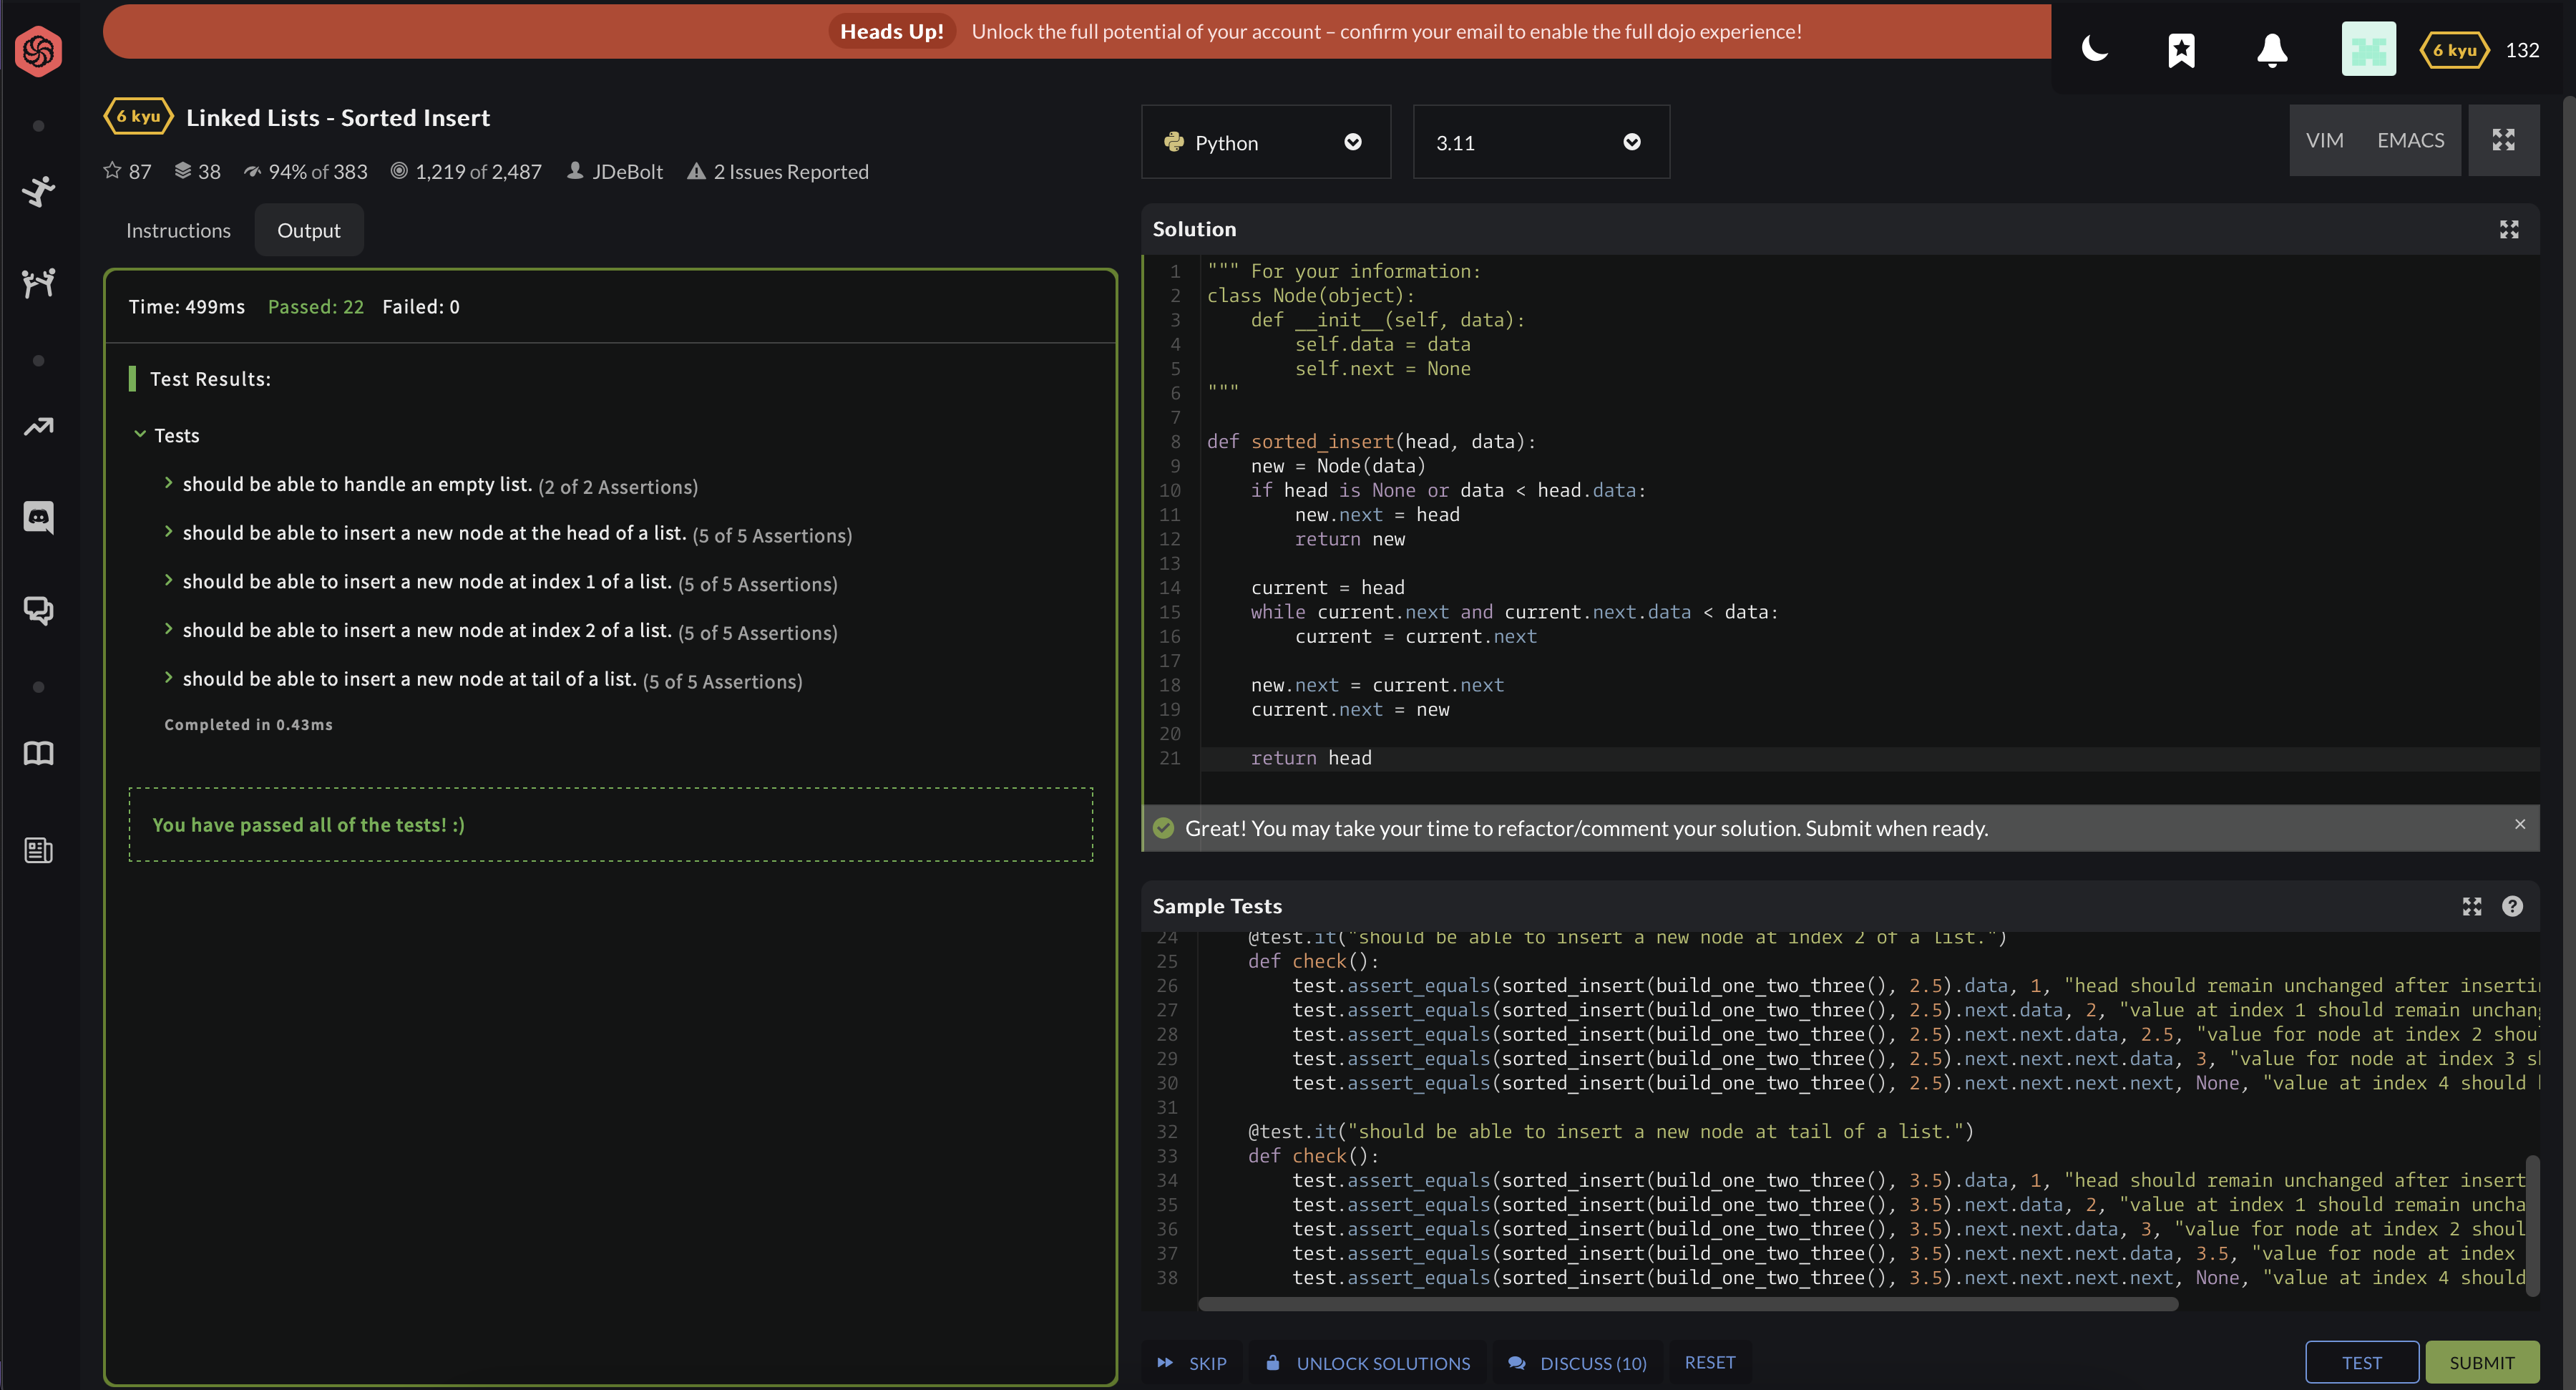 Heads Up! Unlock the full potential of your account – confirm your email to enable the full dojo experience!
6 kyu 132
6 kyu Linked Lists - Sorted Insert
87 38 94% of 383 1,219 of 2,487 JDeBolt 2 Issues Reported
Instructions Output
Time: 499ms Passed: 22 Failed: 0
Test Results:
Tests
should be able to handle an empty list. (2 of 2 Assertions)
should be able to insert a new node at the head of a list. (5 of 5 Assertions)
should be able to insert a new node at index 1 of a list. (5 of 5 Assertions)
should be able to insert a new node at index 2 of a list. (5 of 5 Assertions)
should be able to insert a new node at tail of a list. (5 of 5 Assertions)
Completed in 0.43ms
You have passed all of the tests! :)
Python 3.11 VIM EMACS
Solution
1 """ For your information:
2 class Node(object):
3     def __init__(self, data):
4         self.data = data
5         self.next = None
6 """
7
8 def sorted_insert(head, data):
9     new = Node(data)
10     if head is None or data < head.data:
11         new.next = head
12         return new
13
14     current = head
15     while current.next and current.next.data < data:
16         current = current.next
17
18     new.next = current.next
19     current.next = new
20
21     return head
Great! You may take your time to refactor/comment your solution. Submit when ready.
Sample Tests
24     @test.it("should be able to insert a new node at index 2 of a list.")
25     def check():
26         test.assert_equals(sorted_insert(build_one_two_three(), 2.5).data, 1, "head should remain unchanged after inserti
27         test.assert_equals(sorted_insert(build_one_two_three(), 2.5).next.data, 2, "value at index 1 should remain unchang
28         test.assert_equals(sorted_insert(build_one_two_three(), 2.5).next.next.data, 2.5, "value for node at index 2 shou
29         test.assert_equals(sorted_insert(build_one_two_three(), 2.5).next.next.next.data, 3, "value for node at index 3 s
30         test.assert_equals(sorted_insert(build_one_two_three(), 2.5).next.next.next.next, None, "value at index 4 should
31
32     @test.it("should be able to insert a new node at tail of a list.")
33     def check():
34         test.assert_equals(sorted_insert(build_one_two_three(), 3.5).data, 1, "head should remain unchanged after insert
35         test.assert_equals(sorted_insert(build_one_two_three(), 3.5).next.data, 2, "value at index 1 should remain uncha
36         test.assert_equals(sorted_insert(build_one_two_three(), 3.5).next.next.data, 3, "value for node at index 2 shoul
37         test.assert_equals(sorted_insert(build_one_two_three(), 3.5).next.next.next.data, 3.5, "value for node at index
38         test.assert_equals(sorted_insert(build_one_two_three(), 3.5).next.next.next.next, None, "value at index 4 should
SKIP UNLOCK SOLUTIONS DISCUSS (10) RESET TEST SUBMIT